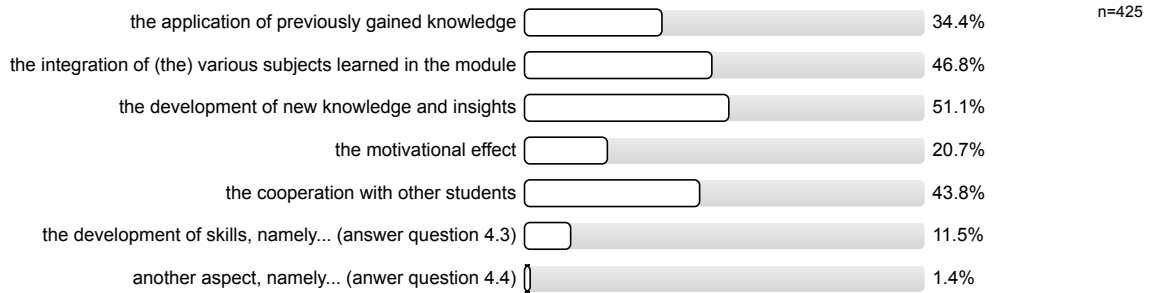 the application of previously gained knowledge 34.4% n=425
the integration of (the) various subjects learned in the module 46.8%
the development of new knowledge and insights 51.1%
the motivational effect 20.7%
the cooperation with other students 43.8%
the development of skills, namely... (answer question 4.3) 11.5%
another aspect, namely... (anwer question 4.4) 1.4%